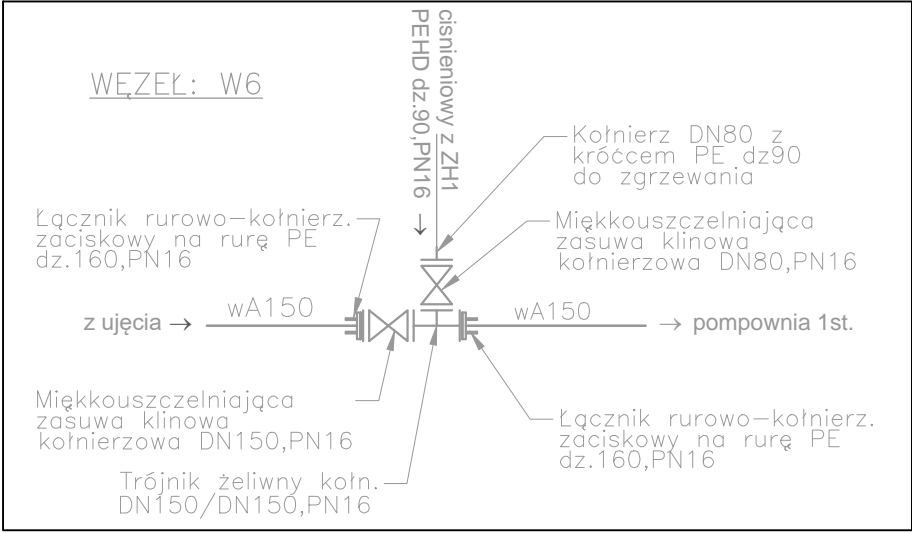 WĘZEŁ: W6
cisnieniowy z ZH1
PEHD dz.90,PN16 →
Kołnierz DN80 z
króćcem PE dz90
do zgrzewania
Łącznik rurowo-kołnierz.
zaciskowy na rurę PE
dz.160,PN16
Miękkouszczelniająca
zasuwa klinowa
kołnierzowa DN80,PN16
z ujęcia → wA150
wA150 → pompownia 1st.
Miękkouszczelniająca
zasuwa klinowa
kołnierzowa DN150,PN16
Łącznik rurowo-kołnierz.
zaciskowy na rurę PE
dz.160,PN16
Trójnik żeliwny kołn.
DN150/DN150,PN16